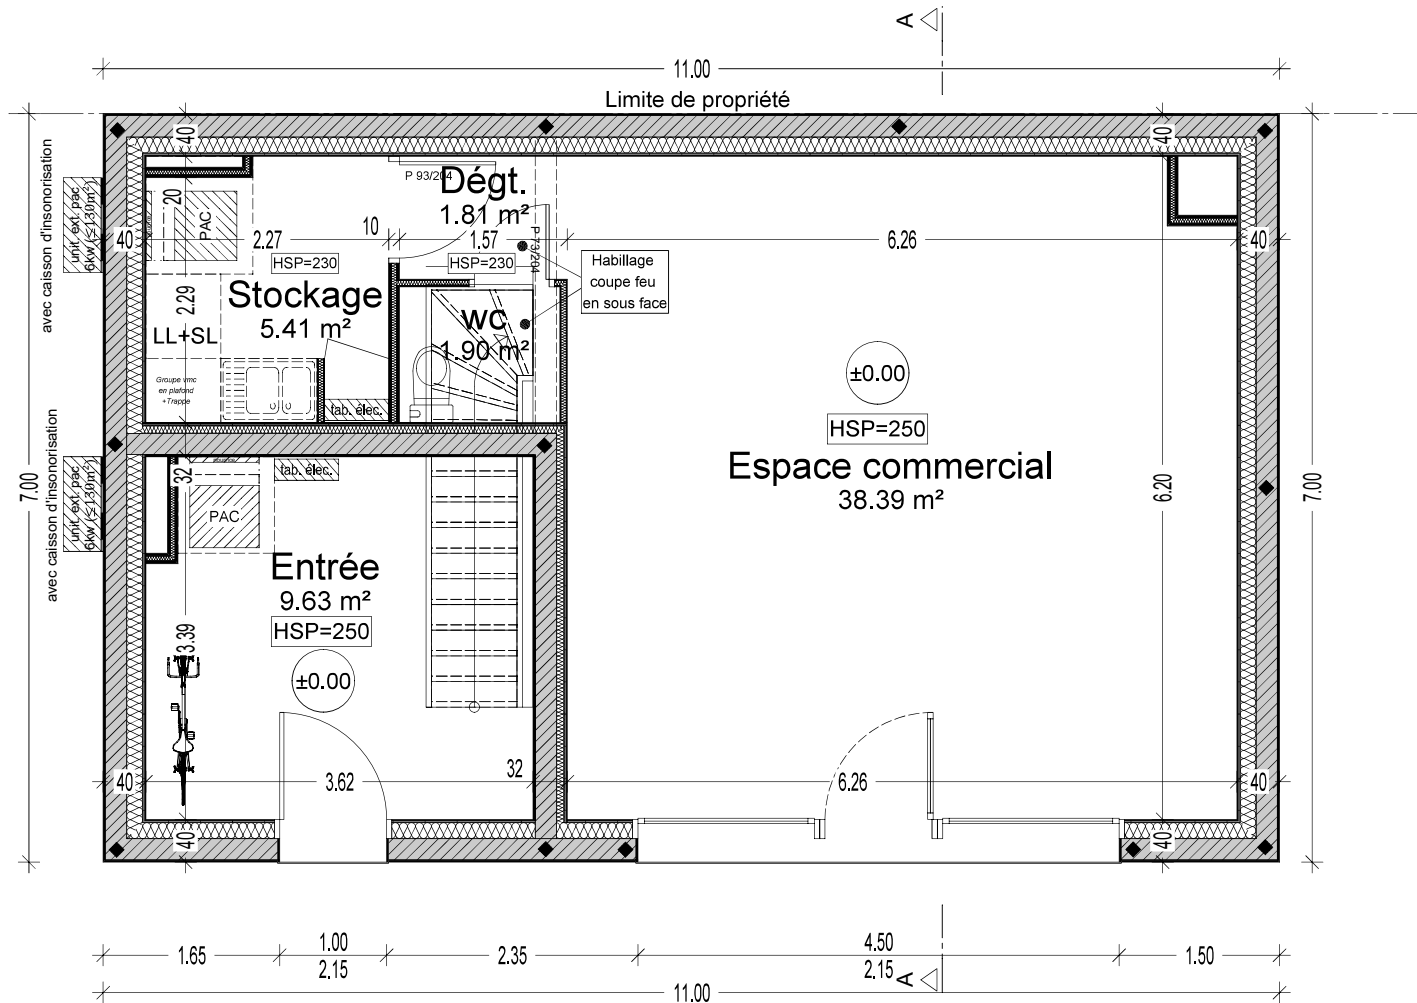 A
11.00
Limite de propriété
40
40
avec caisson d'insonorisation
unit. ext. pac
6kw (≤130m²)
20
PAC
P 93/204
Dégt.
1.81 m²
10
40
2.27
1.57
6.26
40
HSP=230
HSP=230
P 73/204
Habillage
coupe feu
en sous face
Stockage
5.41 m²
2.29
WC
1.90 m²
LL+SL
±0.00
Groupe vmc
en plafond
+Trappe
tab. élec.
HSP=250
avec caisson d'insonorisation
unit. ext. pac
6kw (≤130m²)
32
tab. élec.
Espace commercial
38.39 m²
7.00
6.20
7.00
PAC
Entrée
9.63 m²
HSP=250
3.39
±0.00
40
3.62
32
6.26
40
40
40
1.65
1.00
2.15
2.35
4.50
2.15
1.50
A
11.00